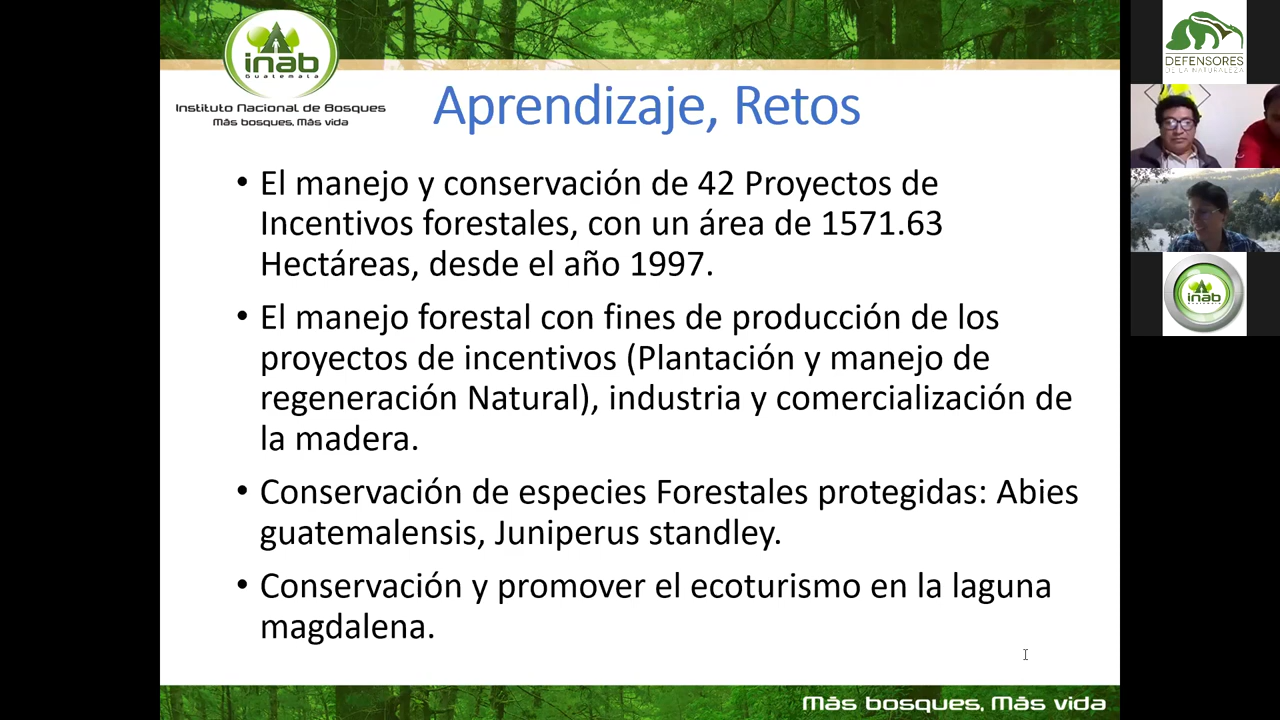 inab
Guatemala
Instituto Nacional de Bosques
Más bosques, Más vida
Aprendizaje, Retos
• El manejo y conservación de 42 Proyectos de
Incentivos forestales, con un área de 1571.63
Hectáreas, desde el año 1997.
• El manejo forestal con fines de producción de los
proyectos de incentivos (Plantación y manejo de
regeneración Natural), industria y comercialización de
la madera.
• Conservación de especies Forestales protegidas: Abies
guatemalensis, Juniperus standley.
• Conservación y promover el ecoturismo en la laguna
magdalena.
Más bosques, Más vida
DEFENSORES
DE LA NATURALEZA
inab